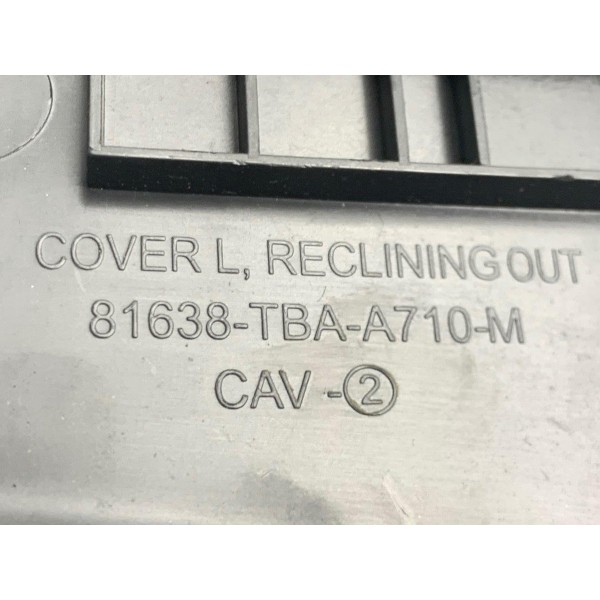 COVER L, RECLINING OUT
81638-TBA-A710-M
CAV -②